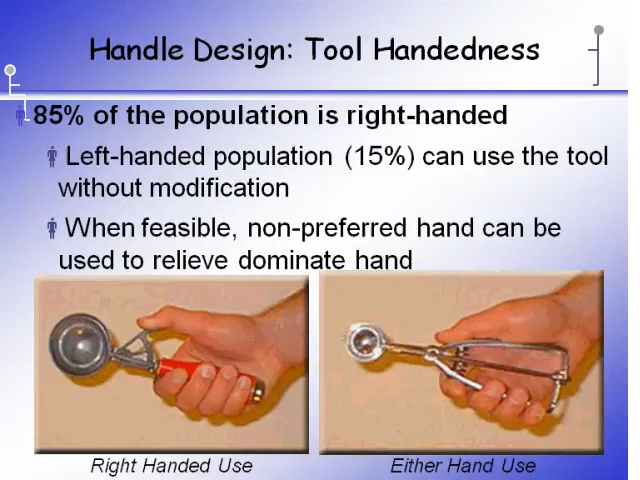 Handle Design: Tool Handedness
85% of the population is right-handed
Left-handed population (15%) can use the tool
without modification
When feasible, non-preferred hand can be
used to relieve dominate hand
Right Handed Use
Either Hand Use